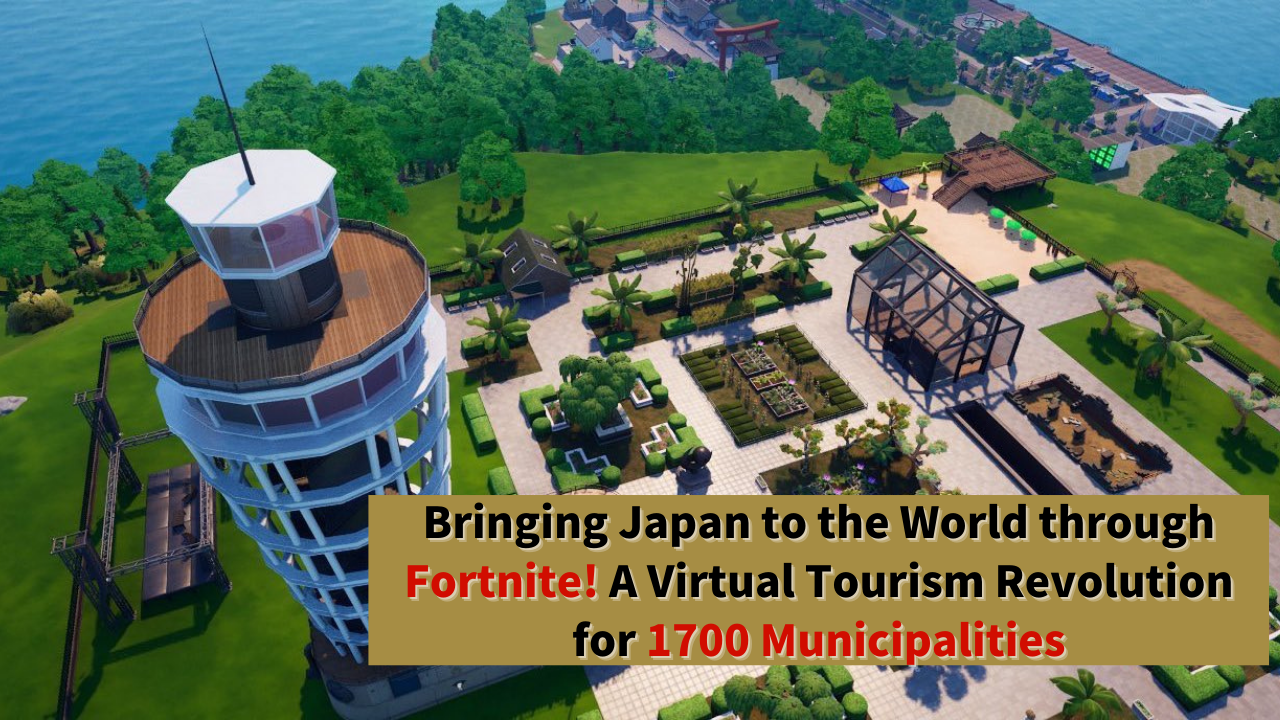 Bringing Japan to the World through
Fortnite! A Virtual Tourism Revolution
for 1700 Municipalities